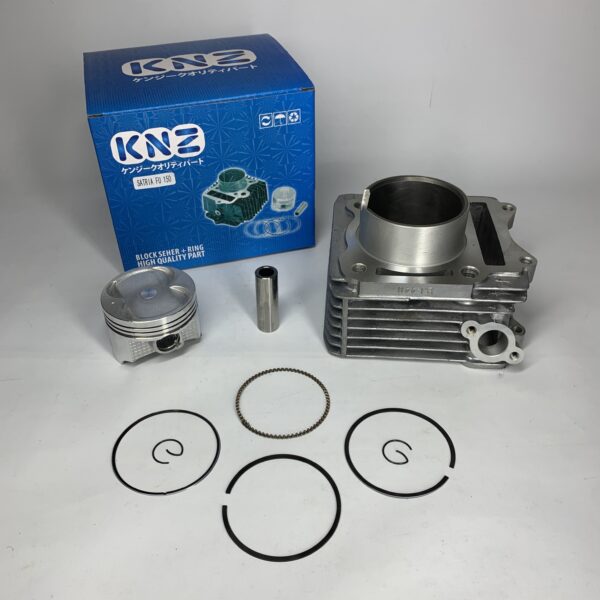 KNZ
ケンジークオリティパート
KNZ
ケンジークオリティパート
SATRIA FU 150
BLOCK SEHER + RING
HIGH QUALITY PART